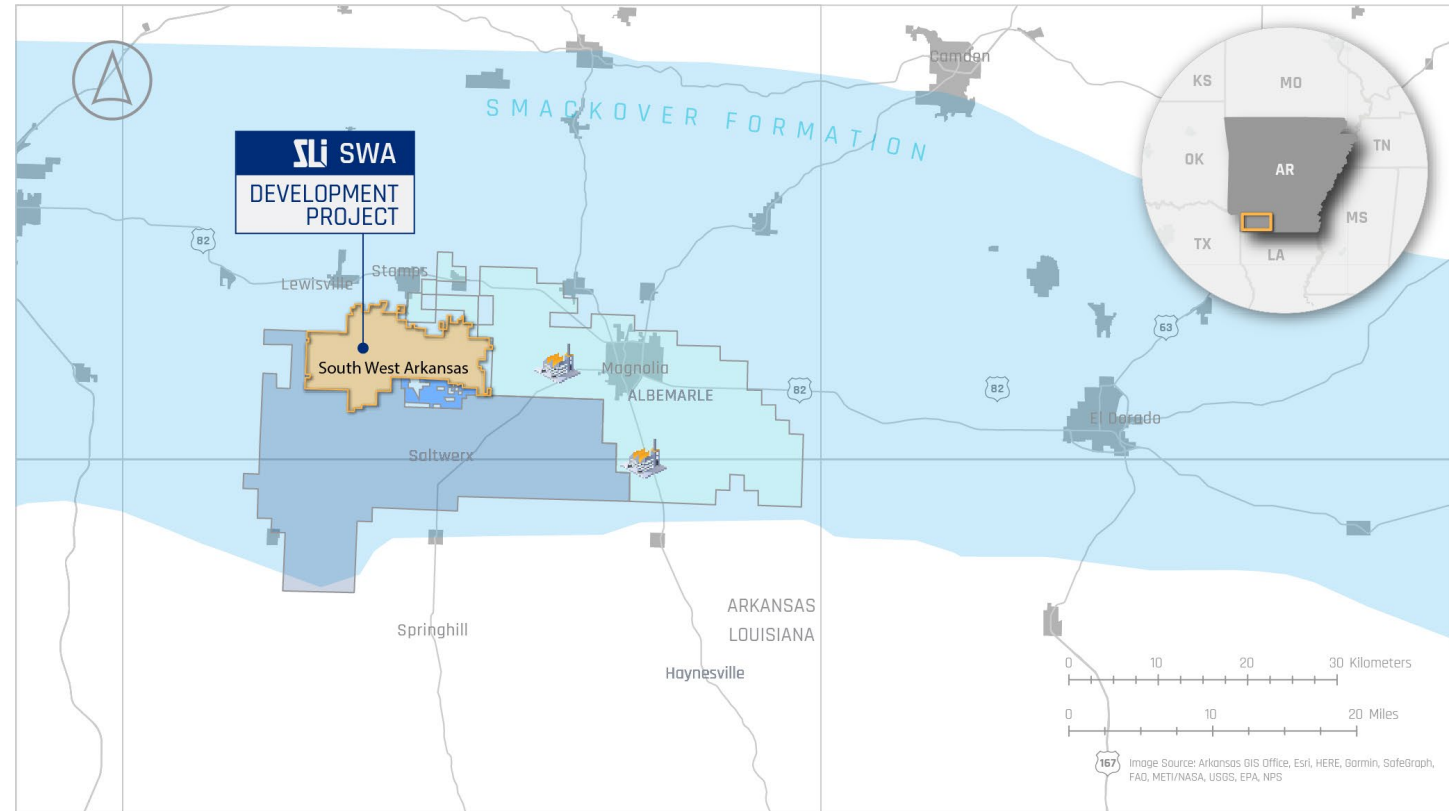 Camden
SMACKOVER FORMATION
KS
MO
OK
AR
TN
TX
LA
MS
SLi SWA
DEVELOPMENT
PROJECT
82
Lewisville
Stamps
South West Arkansas
Magnolia
ALBEMARLE
82
82
63
El Dorado
Saltwerx
ARKANSAS
LOUISIANA
Springhill
Haynesville
0 10 20 30 Kilometers
0 10 20 Miles
167
Image Source: Arkansas GIS Office, Esri, HERE, Garmin, SafeGraph,
FAO, METI/NASA, USGS, EPA, NPS